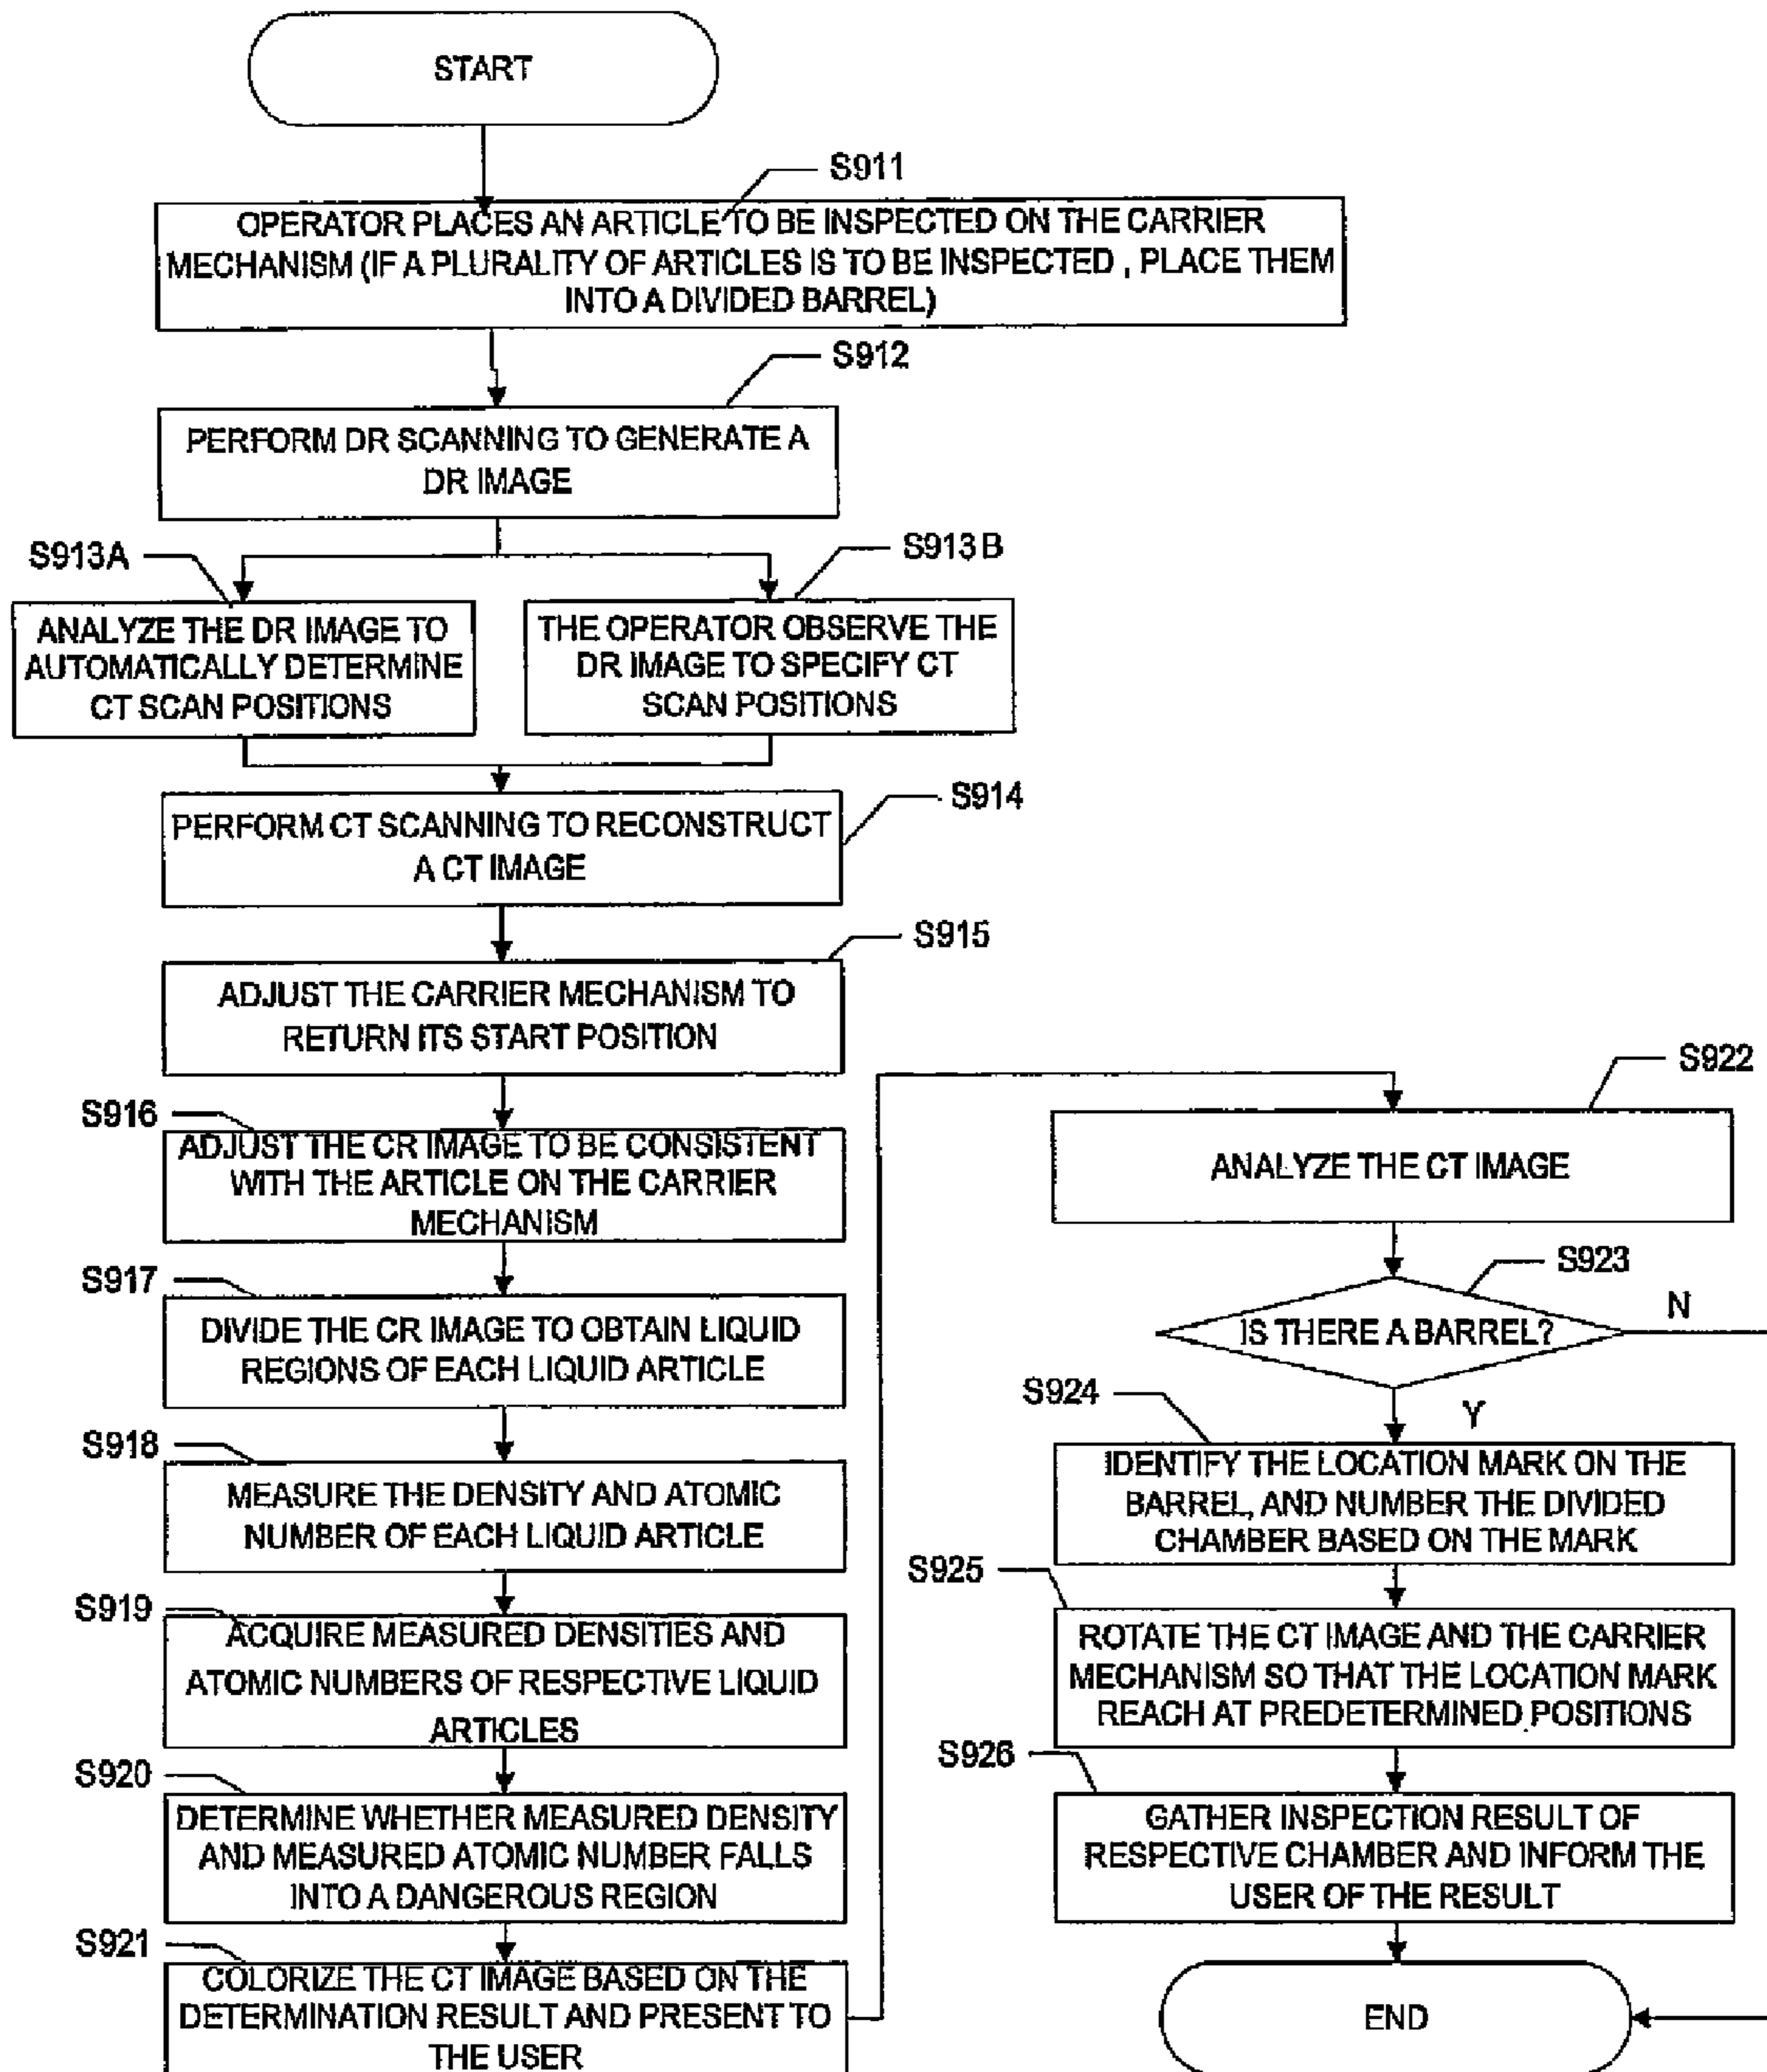 START
S911
OPERATOR PLACES AN ARTICLE TO BE INSPECTED ON THE CARRIER
MECHANISM (IF A PLURALITY OF ARTICLES IS TO BE INSPECTED , PLACE THEM
INTO A DIVIDED BARREL)
S912
PERFORM DR SCANNING TO GENERATE A
DR IMAGE
S913A
ANALYZE THE DR IMAGE TO
AUTOMATICALLY DETERMINE
CT SCAN POSITIONS
S913B
THE OPERATOR OBSERVE THE
DR IMAGE TO SPECIFY CT
SCAN POSITIONS
S914
PERFORM CT SCANNING TO RECONSTRUCT
A CT IMAGE
S915
ADJUST THE CARRIER MECHANISM TO
RETURN ITS START POSITION
S916
ADJUST THE CR IMAGE TO BE CONSISTENT
WITH THE ARTICLE ON THE CARRIER
MECHANISM
S917
DIVIDE THE CR IMAGE TO OBTAIN LIQUID
REGIONS OF EACH LIQUID ARTICLE
S918
MEASURE THE DENSITY AND ATOMIC
NUMBER OF EACH LIQUID ARTICLE
S919
ACQUIRE MEASURED DENSITIES AND
ATOMIC NUMBERS OF RESPECTIVE LIQUID
ARTICLES
S920
DETERMINE WHETHER MEASURED DENSITY
AND MEASURED ATOMIC NUMBER FALLS
INTO A DANGEROUS REGION
S921
COLORIZE THE CT IMAGE BASED ON THE
DETERMINATION RESULT AND PRESENT TO
THE USER
S922
ANALYZE THE CT IMAGE
S923
IS THERE A BARREL?
N
Y
S924
IDENTIFY THE LOCATION MARK ON THE
BARREL, AND NUMBER THE DIVIDED
CHAMBER BASED ON THE MARK
S925
ROTATE THE CT IMAGE AND THE CARRIER
MECHANISM SO THAT THE LOCATION MARK
REACH AT PREDETERMINED POSITIONS
S926
GATHER INSPECTION RESULT OF
RESPECTIVE CHAMBER AND INFORM THE
USER OF THE RESULT
END